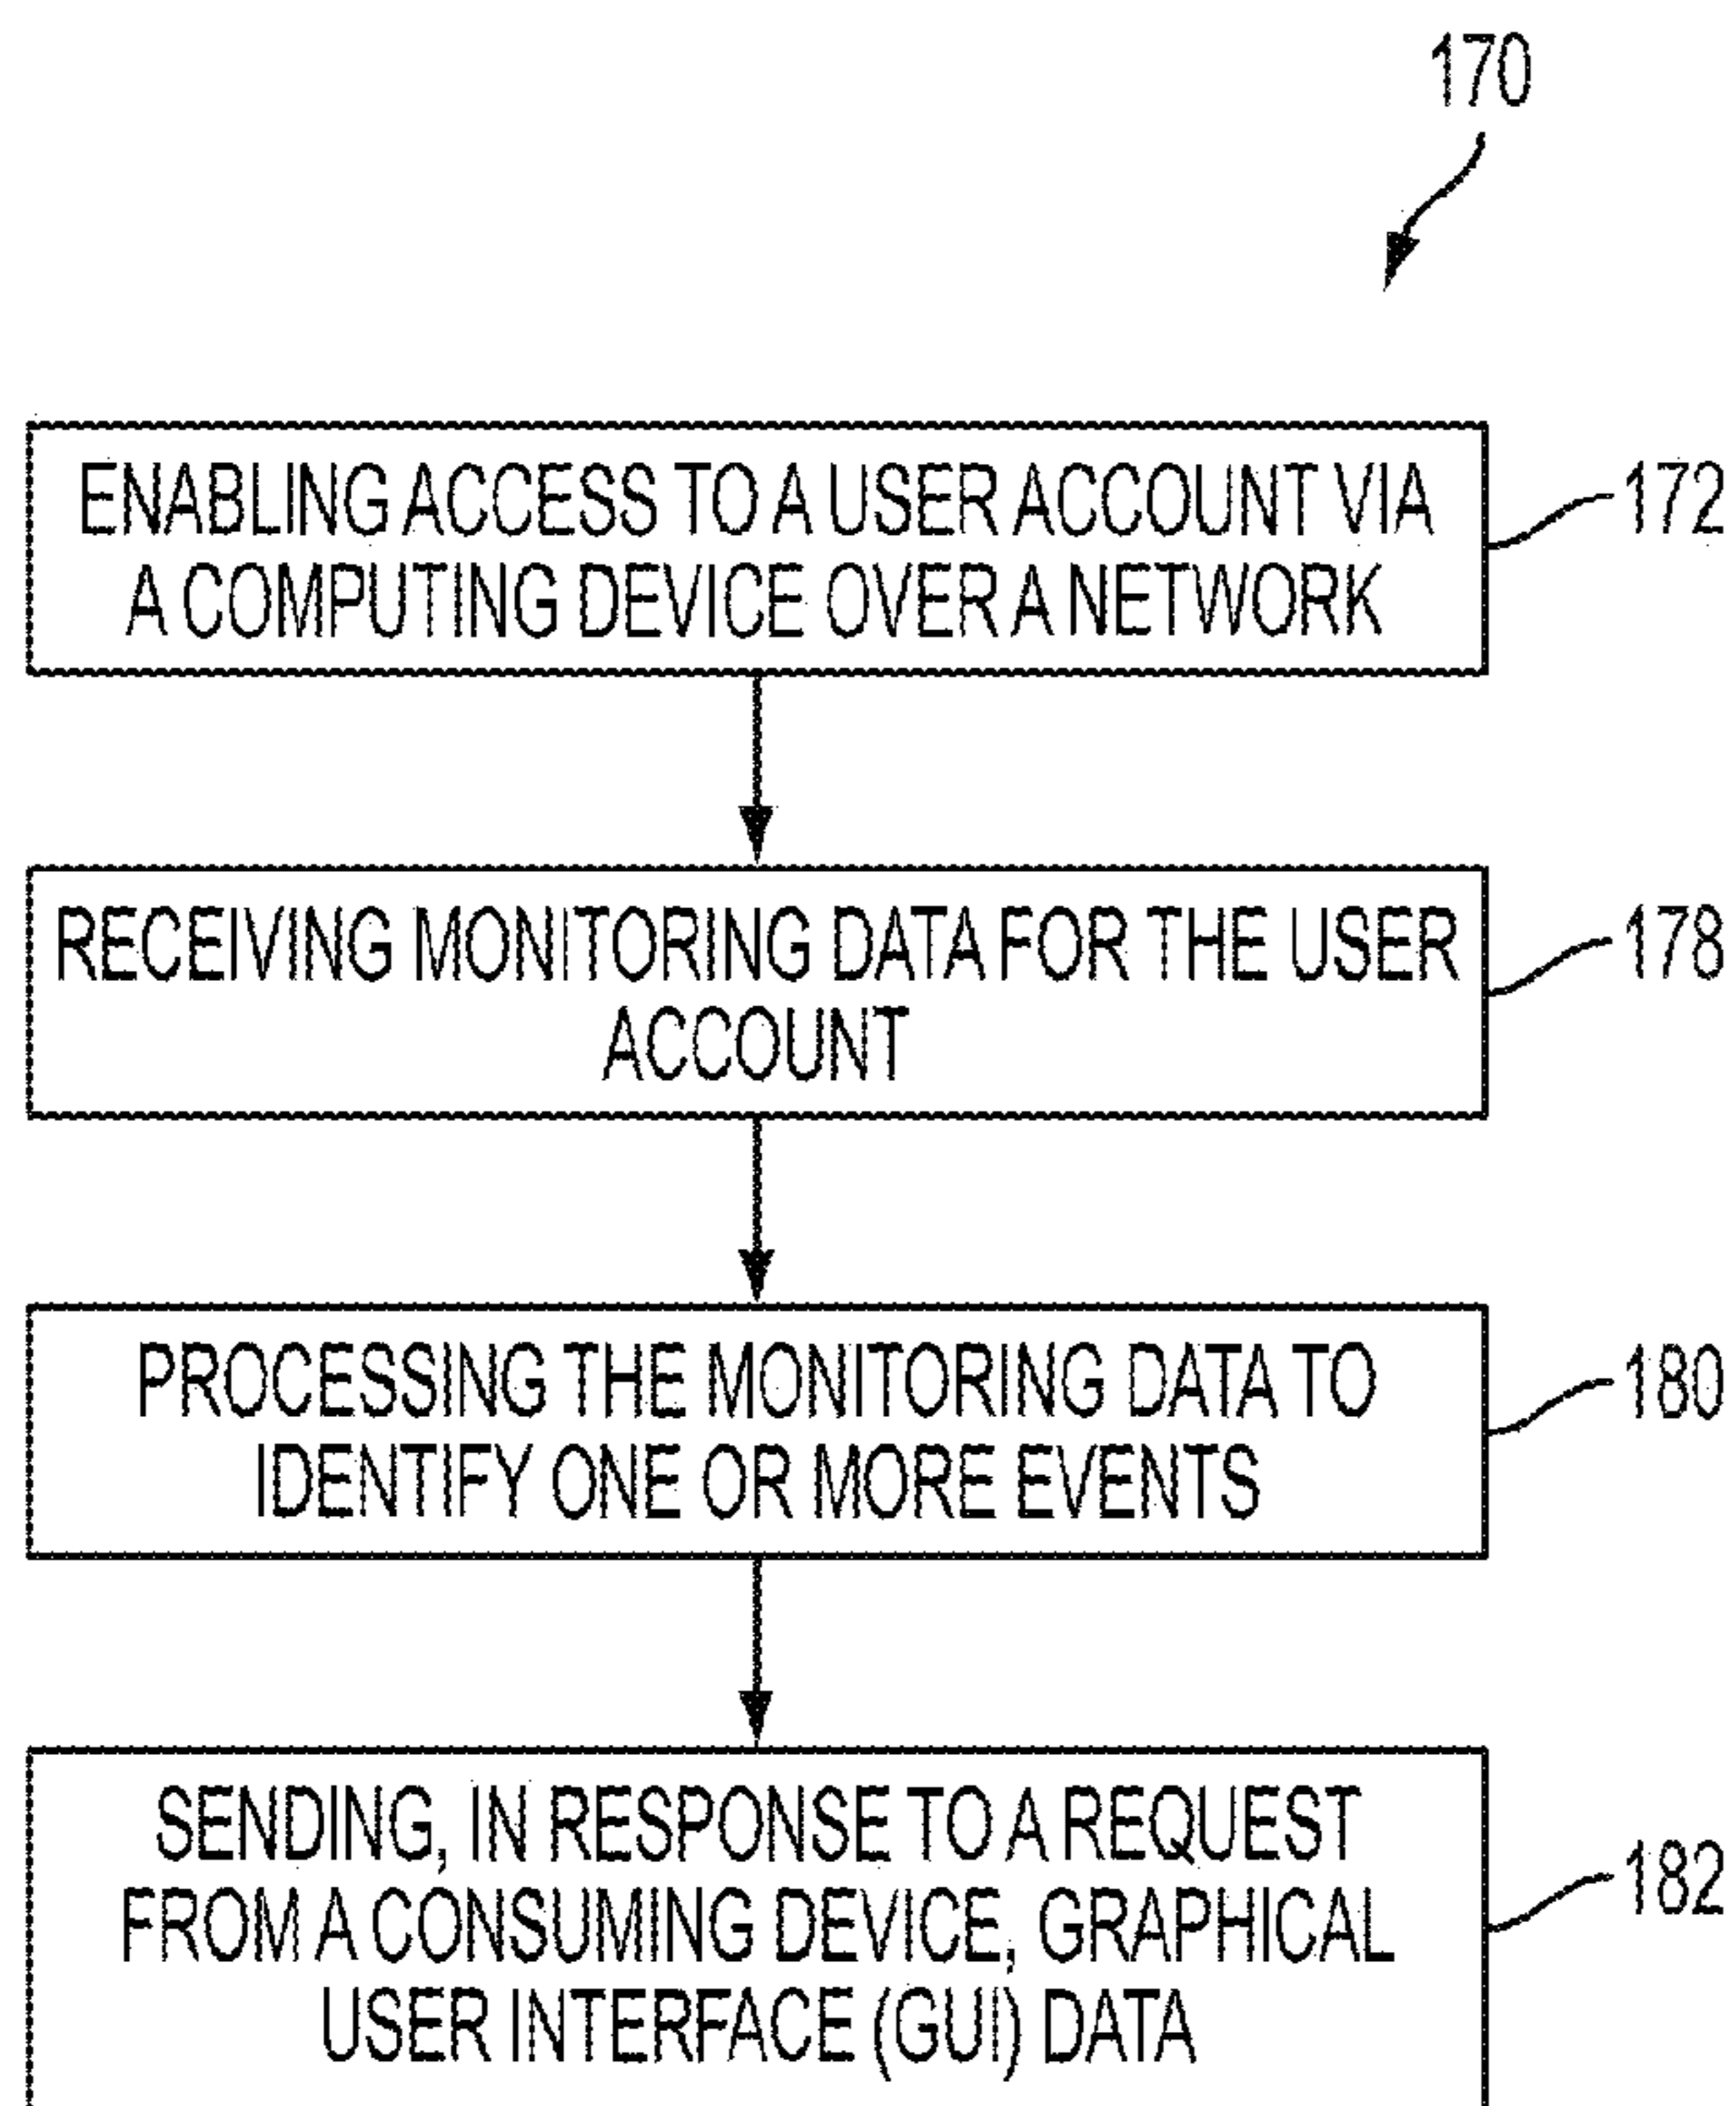 170
ENABLING ACCESS TO A USER ACCOUNT VIA
A COMPUTING DEVICE OVER A NETWORK
172
RECEIVING MONITORING DATA FOR THE USER
ACCOUNT
178
PROCESSING THE MONITORING DATA TO
IDENTIFY ONE OR MORE EVENTS
180
SENDING, IN RESPONSE TO A REQUEST
FROM A CONSUMING DEVICE, GRAPHICAL
USER INTERFACE (GUI) DATA
182